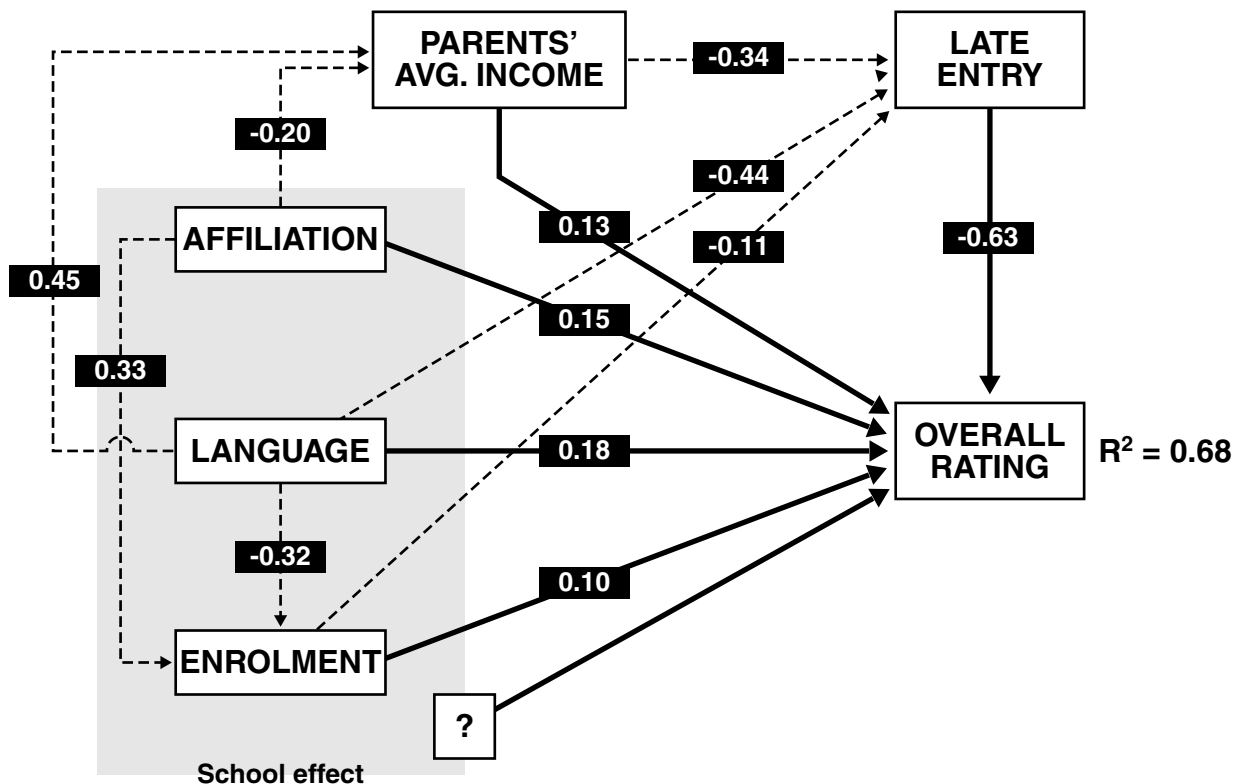 PARENTS’
AVG. INCOME
-0.34
LATE
ENTRY
-0.20
-0.44
0.13
-0.11
-0.63
AFFILIATION
0.45
0.15
0.33
LANGUAGE
0.18
OVERALL
RATING
R² = 0.68
-0.32
0.10
ENROLMENT
?
School effect